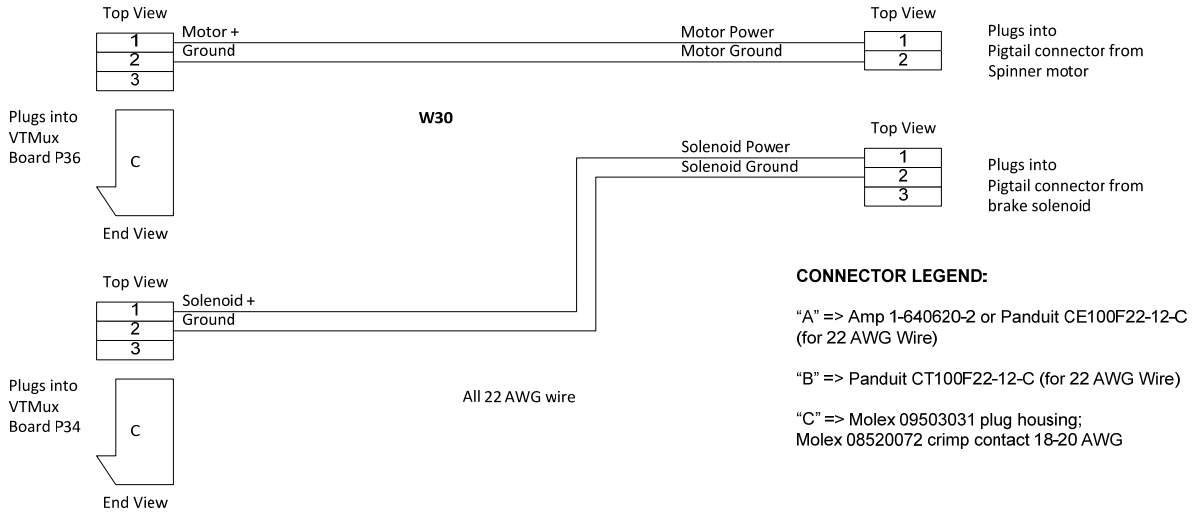 Top View
1
2
3
Motor +
Ground
Motor Power
Motor Ground
Top View
1
2
Plugs into
Pigtail connector from
Spinner motor
Plugs into
VTMux
Board P36
C
End View
W30
Solenoid Power
Solenoid Ground
Top View
1
2
3
Plugs into
Pigtail connector from
brake solenoid
Top View
1
2
3
Solenoid +
Ground
Plugs into
VTMux
Board P34
C
End View
All 22 AWG wire
CONNECTOR LEGEND:
“A” => Amp 1-640620-2 or Panduit CE100F22-12-C
(for 22 AWG Wire)
“B” => Panduit CT100F22-12-C (for 22 AWG Wire)
“C” => Molex 09503031 plug housing;
Molex 08520072 crimp contact 18-20 AWG